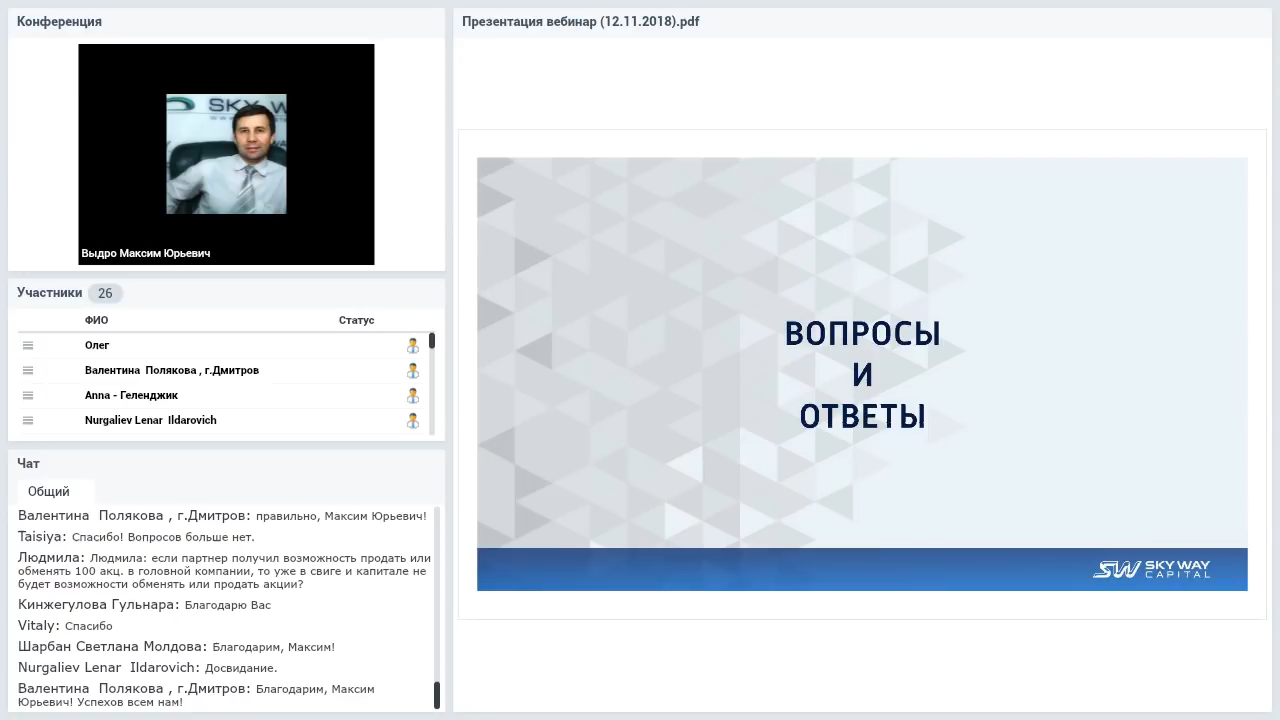 Конференция
SKY W
Выдро Максим Юрьевич
Участники 26
ФИО Статус
Олег
Валентина Полякова , г.Дмитров
Anna - Геленджик
Nurgaliev Lenar Ildarovich
Чат
Общий
Валентина Полякова , г.Дмитров: правильно, Максим Юрьевич!
Taisiya: Спасибо! Вопросов больше нет.
Людмила: Людмила: если партнер получил возможность продать или
обменять 100 акц. в головной компании, то уже в свиге и капитале не
будет возможности обменять или продать акции?
Кинжегулова Гульнара: Благодарю Вас
Vitaly: Спасибо
Шарбан Светлана Молдова: Благодарим, Максим!
Nurgaliev Lenar Ildarovich: Досвидание.
Валентина Полякова , г.Дмитров: Благодарим, Максим
Юрьевич! Успехов всем нам!
Презентация вебинар (12.11.2018).pdf
ВОПРОСЫ
И
ОТВЕТЫ
SW SKY WAY
CAPITAL